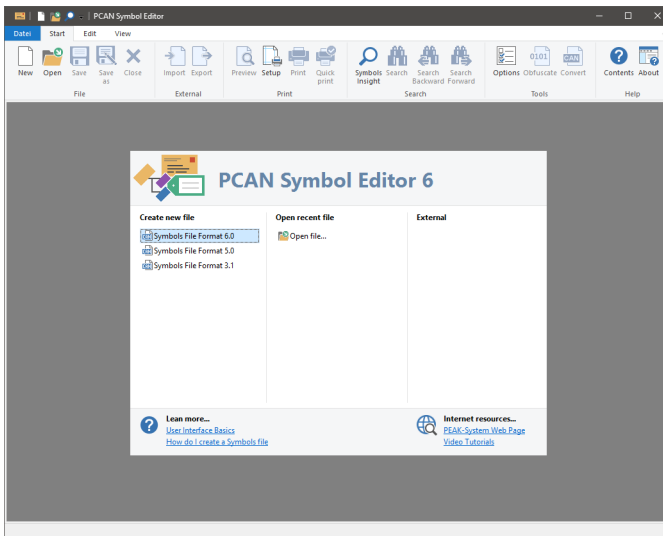 PCAN Symbol Editor
Datei Start Edit View
New Open Save Save as Close Import Export Preview Setup Print Quick print Symbols Insight Search Search Backward Search Forward Options Obfuscate Convert Contents About
0101 CAN
File External Print Search Tools Help
PCAN Symbol Editor 6
Create new file Open recent file External
Symbols File Format 6.0 Open file...
Symbols File Format 5.0
Symbols File Format 3.1
Lean more... Internet resources...
User Interface Basics PEAK-System Web Page
How do I create a Symbols file Video Tutorials